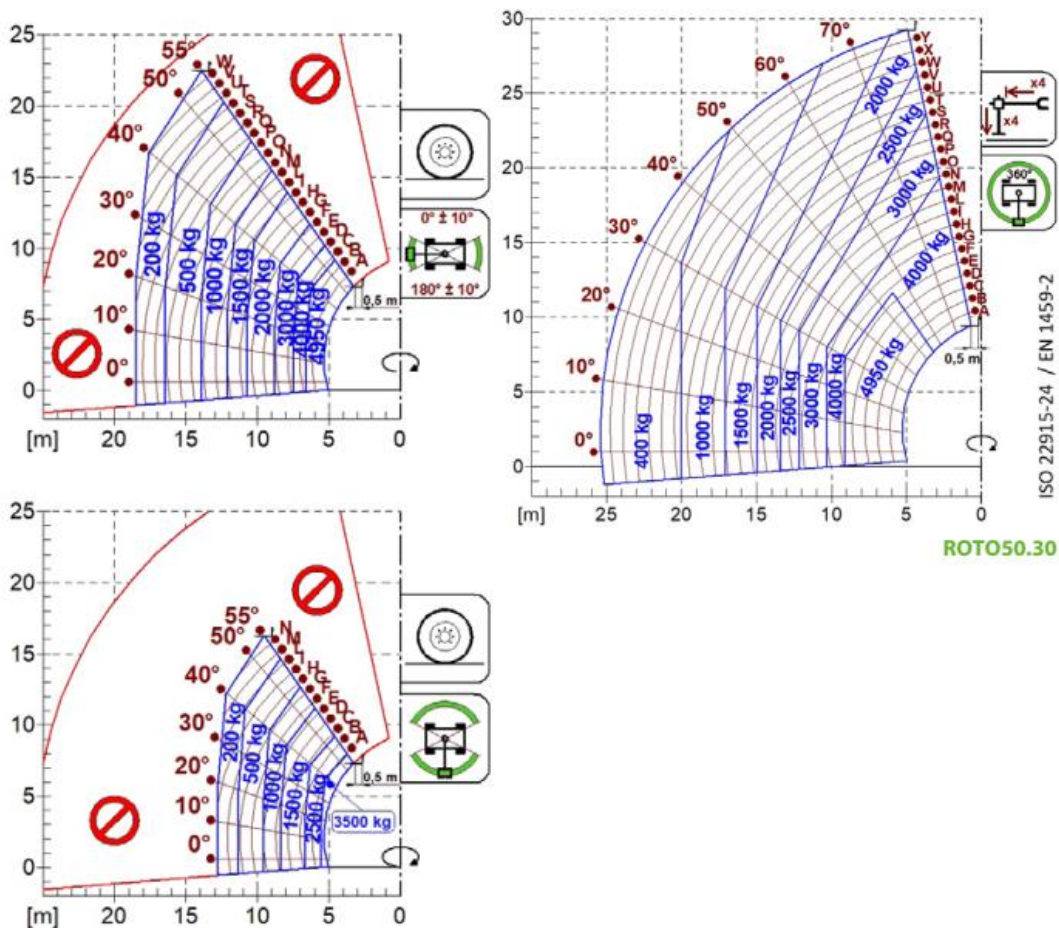 25
20
15
10
5
0
55°
50°
40°
30°
20°
10°
0°
W
V
U
T
S
R
Q
P
O
N
M
L
I
H
G
F
E
D
C
B
A
200 kg
500 kg
1000 kg
1500 kg
2000 kg
3000 kg
4000 kg
4950 kg
0,5 m
0° ± 10°
180° ± 10°
[m] 20 15 10 5 0
30
25
20
15
10
5
0
70°
60°
50°
40°
30°
20°
10°
0°
Y
X
W
V
U
T
S
R
Q
P
O
N
M
L
I
H
G
F
E
D
C
B
A
2000 kg
2500 kg
3000 kg
4000 kg
4950 kg
400 kg
1000 kg
1500 kg
2000 kg
2500 kg
3000 kg
4000 kg
0,5 m
x4
x4
360°
[m] 25 20 15 10 5 0
ISO 22915-24 / EN 1459-2
ROTO50.30
25
20
15
10
5
0
55°
50°
40°
30°
20°
10°
0°
N
M
L
I
H
G
F
E
D
C
B
A
200 kg
500 kg
1000 kg
1500 kg
2500 kg
3500 kg
0,5 m
[m] 20 15 10 5 0